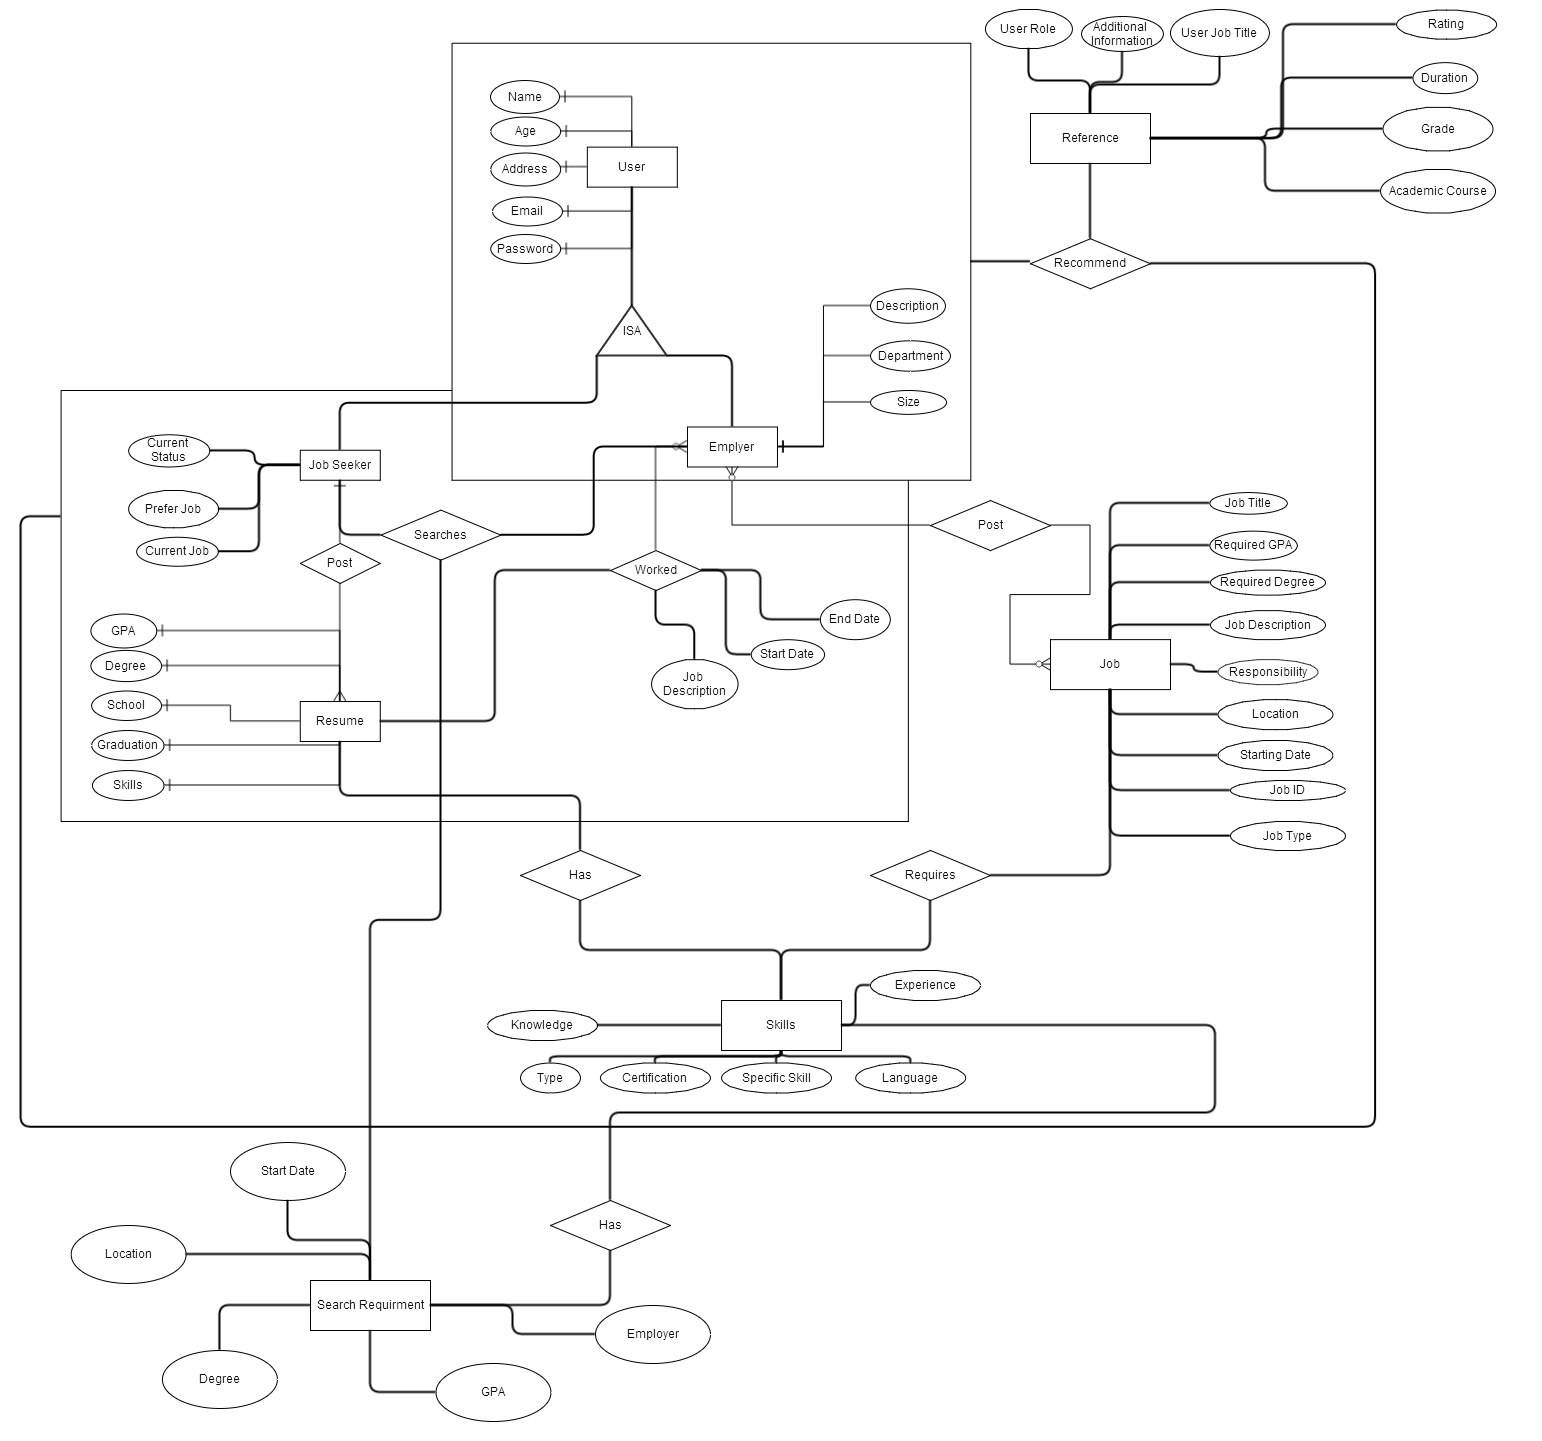 User Role
Additional
Information
User Job Title
Rating
Duration
Grade
Academic Course
Reference
Recommend
Name
Age
Address
Email
Password
User
ISA
Description
Department
Size
Emplyer
Current
Status
Prefer Job
Current Job
Job Seeker
Searches
Post
Post
Worked
End Date
Start Date
Job
Description
GPA
Degree
School
Graduation
Skills
Resume
Job Title
Required GPA
Required Degree
Job Description
Job
Responsibility
Location
Starting Date
Job ID
Job Type
Has
Requires
Experience
Knowledge
Skills
Type
Certification
Specific Skill
Language
Start Date
Location
Has
Search Requirment
Employer
Degree
GPA